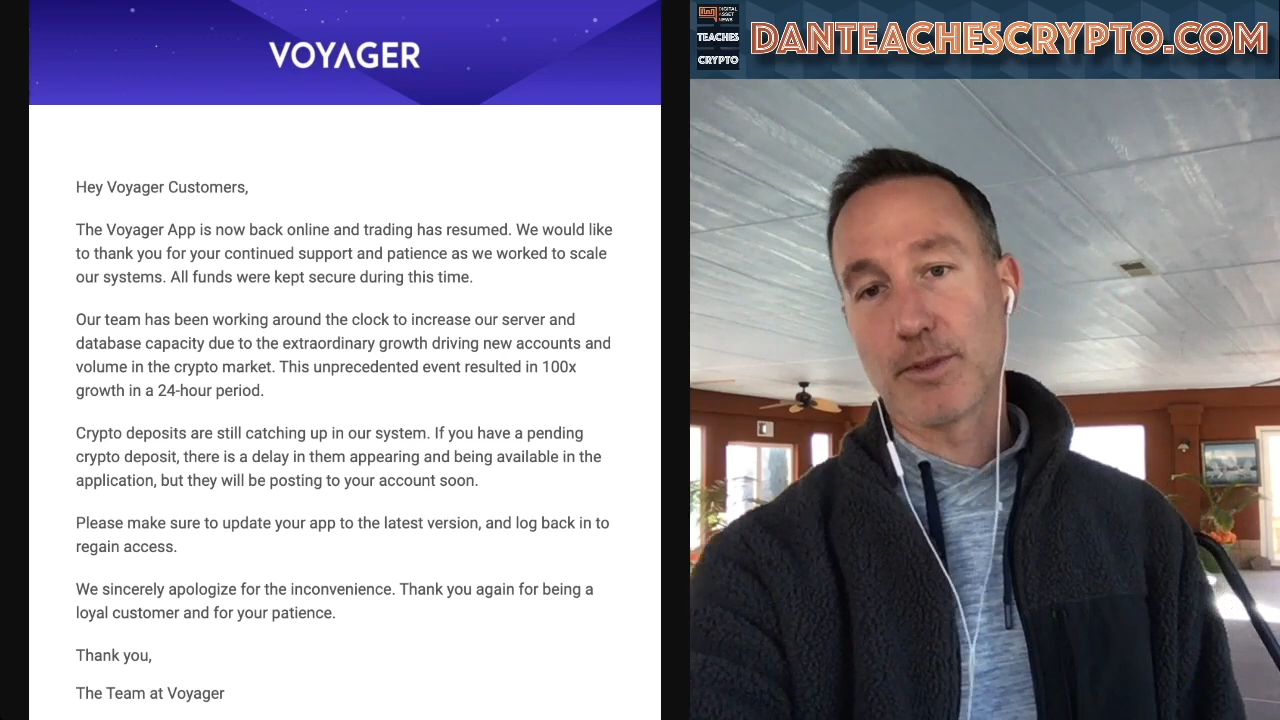 VOYAGER
Hey Voyager Customers,
The Voyager App is now back online and trading has resumed. We would like
to thank you for your continued support and patience as we worked to scale
our systems. All funds were kept secure during this time.
Our team has been working around the clock to increase our server and
database capacity due to the extraordinary growth driving new accounts and
volume in the crypto market. This unprecedented event resulted in 100x
growth in a 24-hour period.
Crypto deposits are still catching up in our system. If you have a pending
crypto deposit, there is a delay in them appearing and being available in the
application, but they will be posting to your account soon.
Please make sure to update your app to the latest version, and log back in to
regain access.
We sincerely apologize for the inconvenience. Thank you again for being a
loyal customer and for your patience.
Thank you,
The Team at Voyager
DIGITAL
ASSET
NEWS
TEACHES
CRYPTO
DANTEACHESCRYPTO.COM